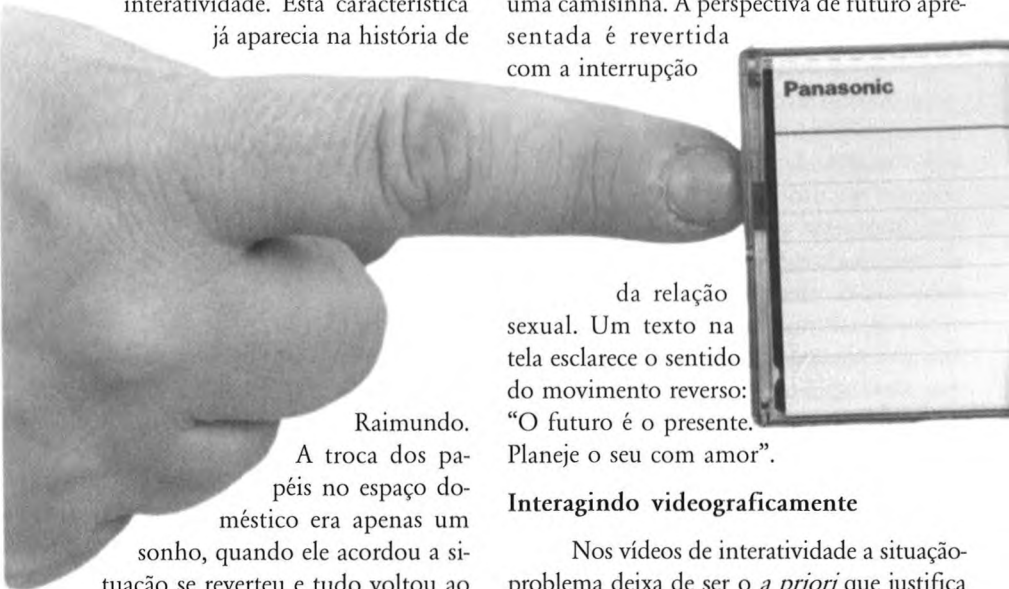 interatividade. Esta característica
já aparecia na história de
Raimundo.
A troca dos pa-
péis no espaço do-
méstico era apenas um
sonho, quando ele acordou a si-
tuação se reverteu e tudo voltou ao
uma camisinha. A perspectiva de futuro apre-
sentada é revertida
com a interrupção
da relação
sexual. Um texto na
tela esclarece o sentido
do movimento reverso:
“O futuro é o presente.
Planeje o seu com amor”.
Interagindo videograficamente
Nos vídeos de interatividade a situação-
problema deixa de ser o a priori que justifica
Panasonic